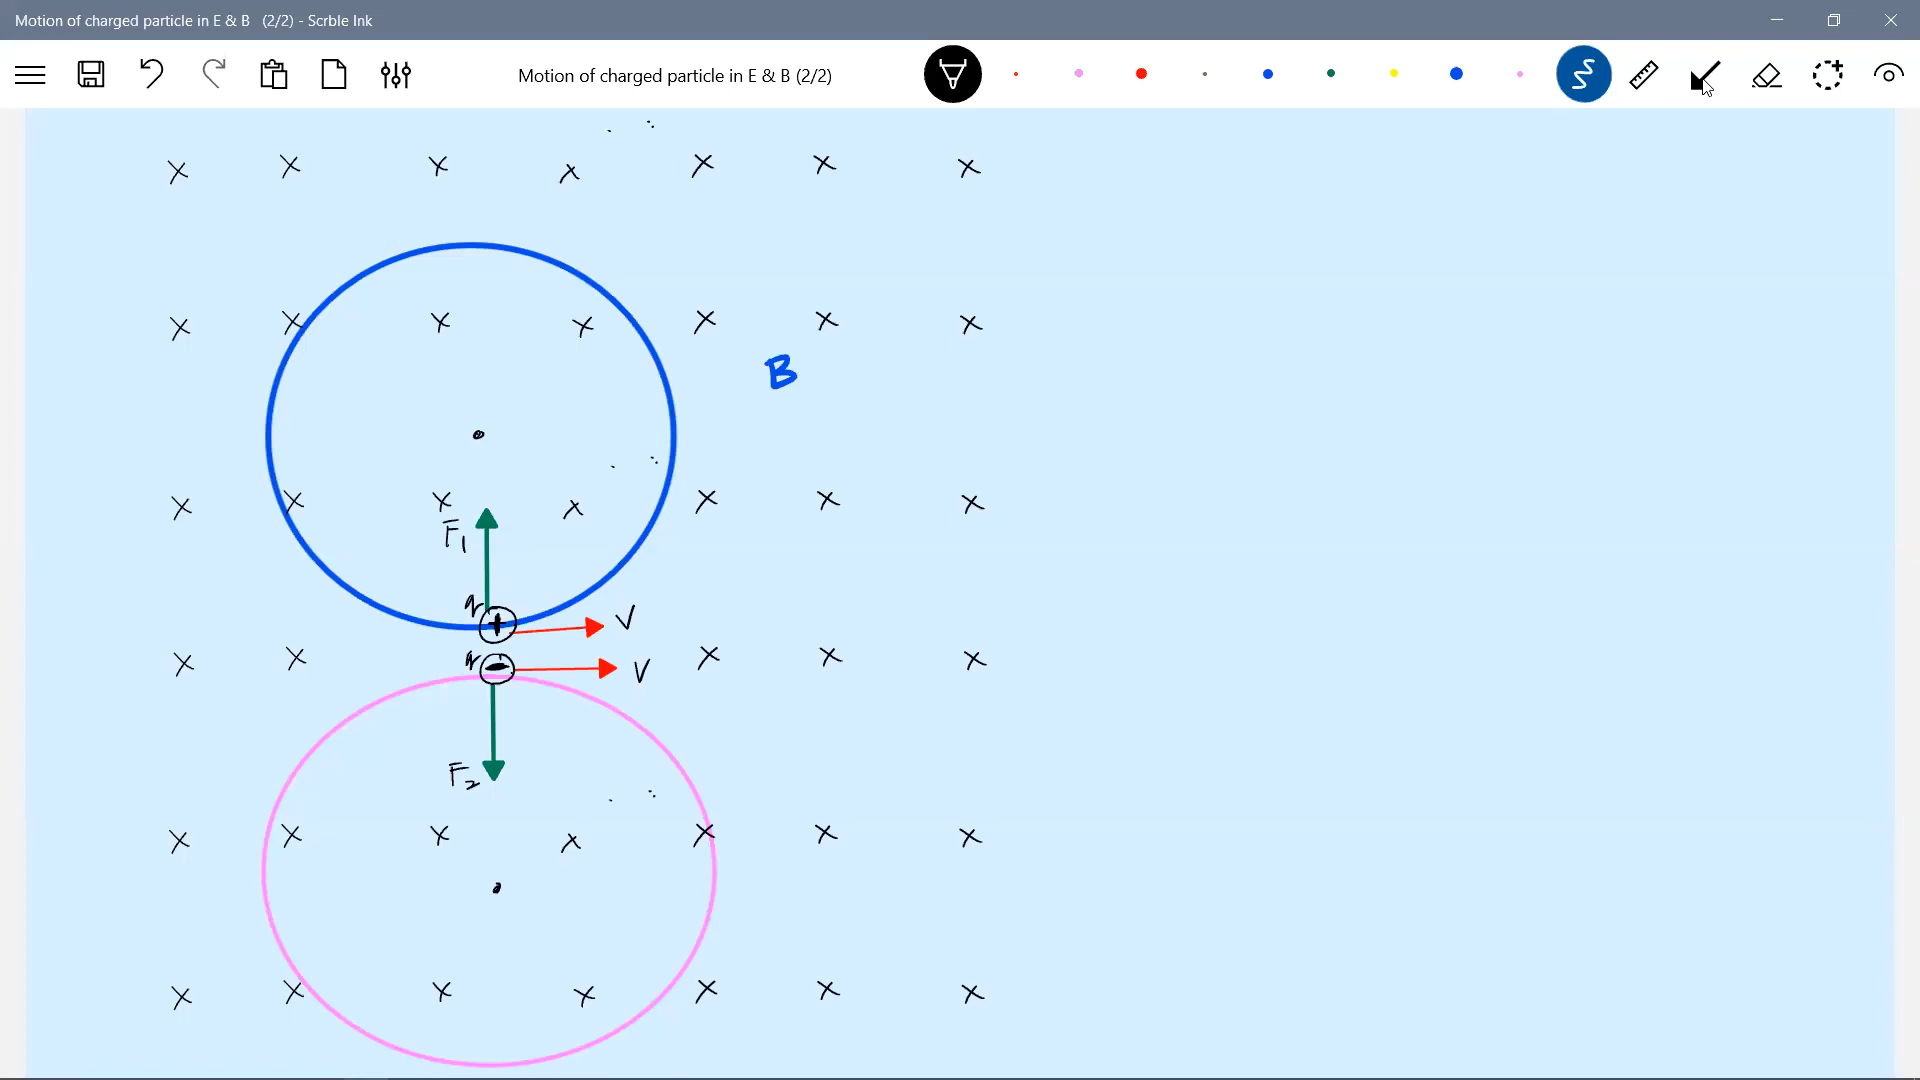 Motion of charged particle in E & B (2/2) - Scrble Ink
Motion of charged particle in E & B (2/2)
x x x x x x x
x x x x x x x
B
x x x x x x x
F1
q + V
x x q - V x x x
F2
x x x x x x x
x x x x x x x